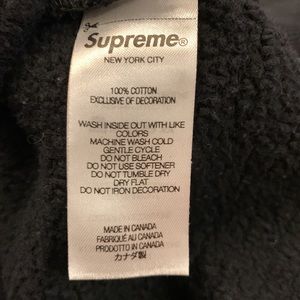 Supreme®
NEW YORK CITY
100% COTTON
EXCLUSIVE OF DECORATION
WASH INSIDE OUT WITH LIKE
COLORS
MACHINE WASH COLD
GENTLE CYCLE
DO NOT BLEACH
DO NOT USE SOFTENER
DO NOT TUMBLE DRY
DRY FLAT
DO NOT IRON DECORATION
MADE IN CANADA
FABRIQUÉ AU CANADA
PRODOTTO IN CANADA
カナダ製